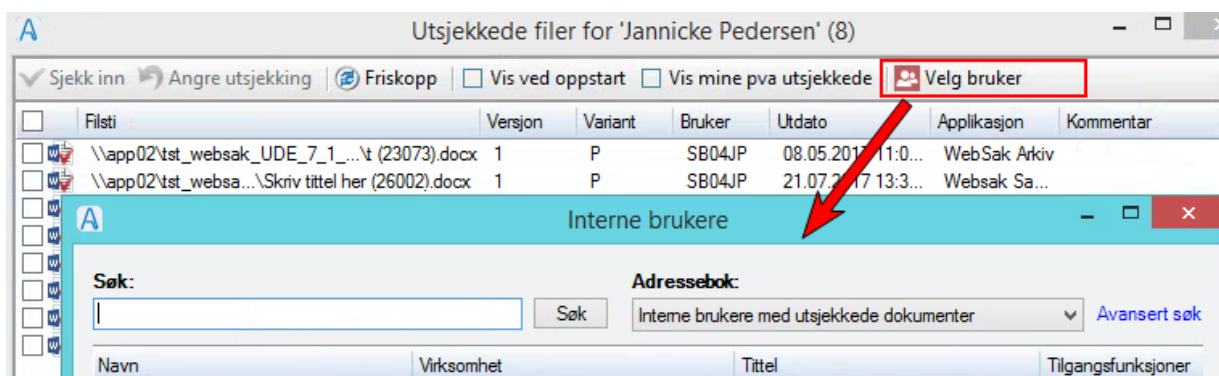 Utsjekkede filer for 'Jannicke Pedersen' (8)
Sjekk inn Angre utsjekking Friskopp Vis ved oppstart Vis mine pva utsjekkede Velg bruker
Filsti Versjon Variant Bruker Utdato Applikasjon Kommentar
\\app02\tst_websak_UDE_7_1_...\t (23073).docx 1 P SB04JP 08.05.2017 11:0... WebSak Arkiv
\\app02\tst_websa...\Skriv tittel her (26002).docx 1 P SB04JP 21.07.2017 13:3... Websak Sa...
Interne brukere
Søk: Adressebok:
Søk Interne brukere med utsjekkede dokumenter Avansert søk
Navn Virksomhet Tittel Tilgangsfunksjoner